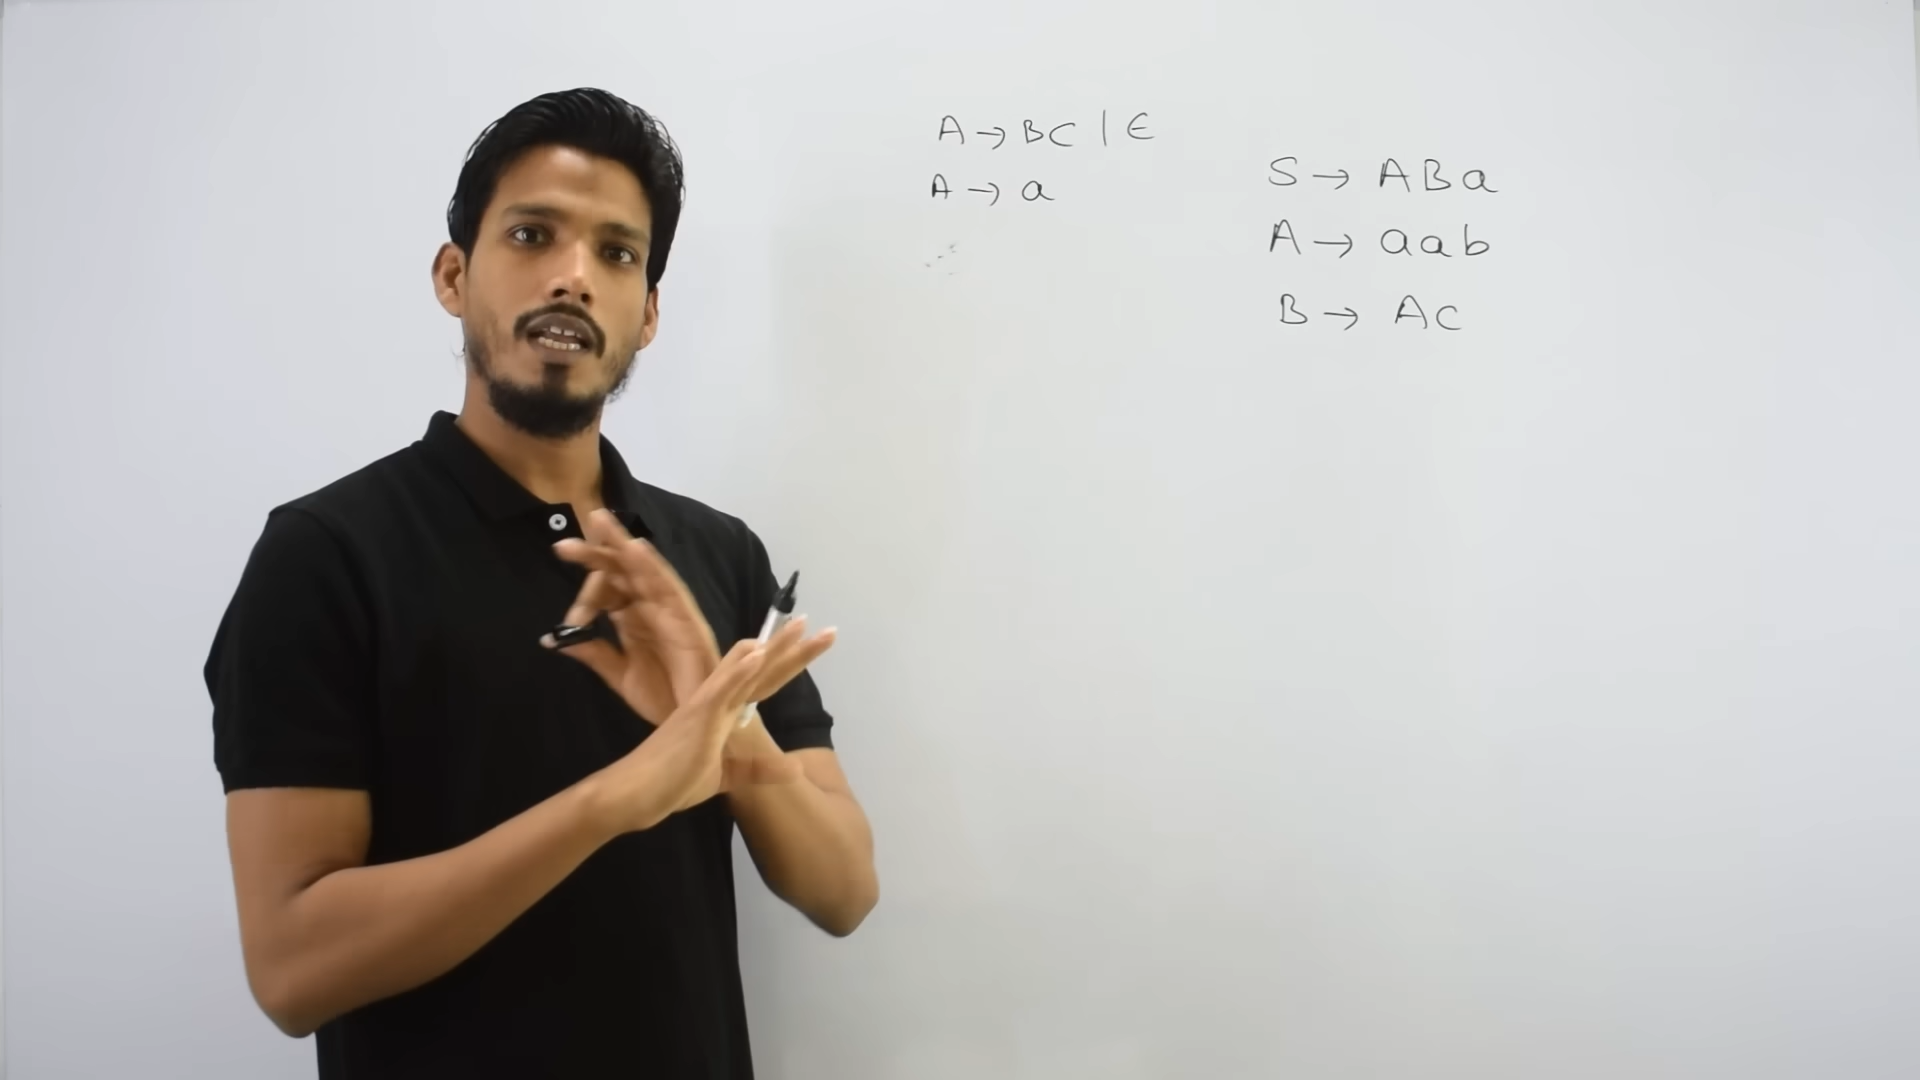 A → BC | ∈
A → a
S → ABa
A → aab
B → AC